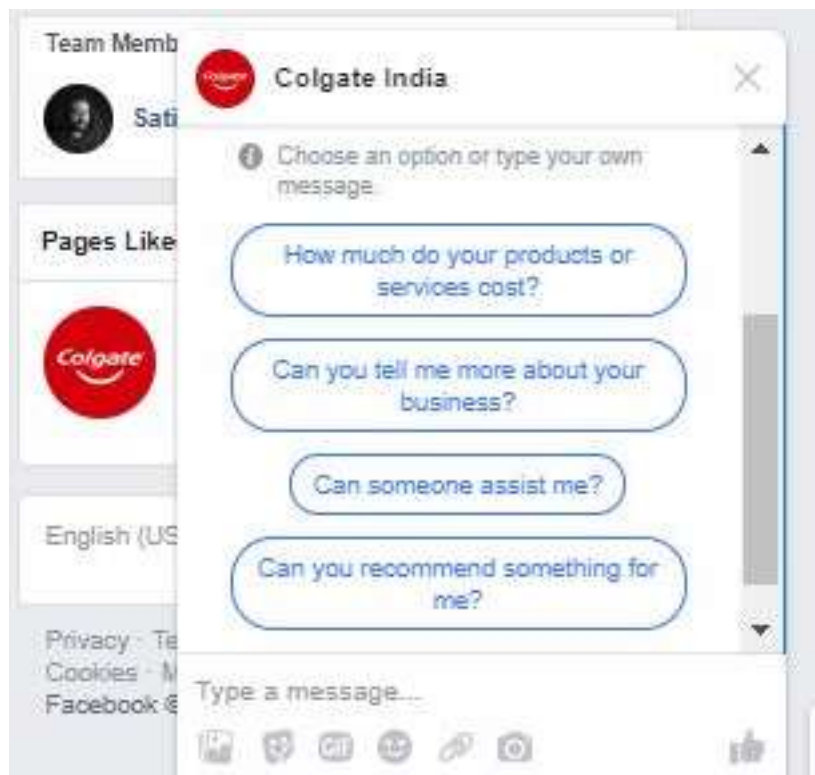 Team Memb
Sati
Pages Like
Colgate
English (US
Privacy · Te
Cookies · M
Facebook ©
Colgate India
Choose an option or type your own
message.
How much do your products or
services cost?
Can you tell me more about your
business?
Can someone assist me?
Can you recommend something for
me?
Type a message...
GIF